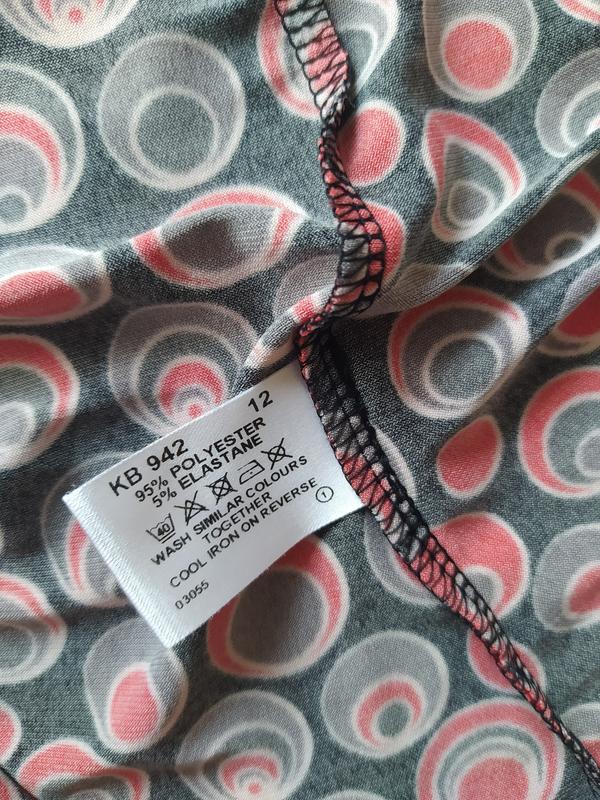 KB 942 12
95% POLYESTER
5% ELASTANE
40
WASH SIMILAR COLOURS
TOGETHER
COOL IRON ON REVERSE
1
03055